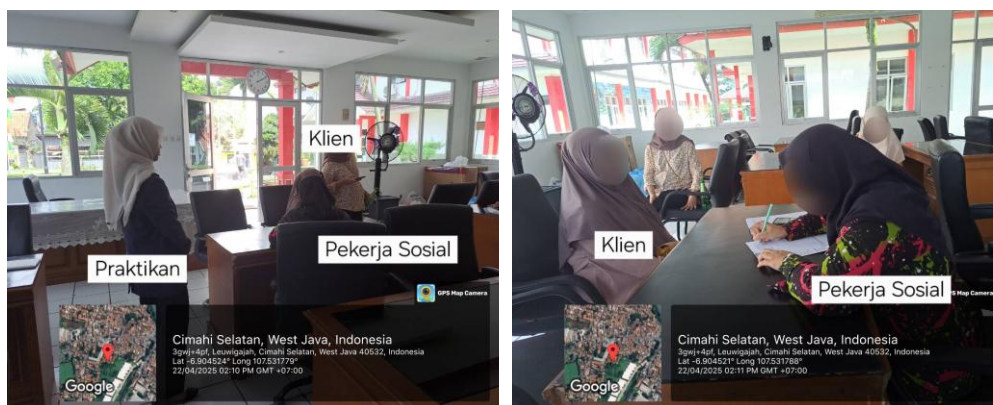 Klien
Praktikan
Pekerja Sosial
GPS Map Camera
Google
Cimahi Selatan, West Java, Indonesia
3gwj+4pf, Leuwigajah, Cimahi Selatan, West Java 40532, Indonesia
Lat -6.904524° Long 107.531779°
22/04/2025 02:10 PM GMT +07:00
Klien
Pekerja Sosial
PS Map Camera
Google
Cimahi Selatan, West Java, Indonesia
3gwj+4pf, Leuwigajah, Cimahi Selatan, West Java 40532, Indonesia
Lat -6.904521° Long 107.531788°
22/04/2025 02:11 PM GMT +07:00